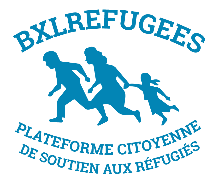 BXLREFUGEES
PLATEFORME CITOYENNE
DE SOUTIEN AUX RÉFUGIÉS